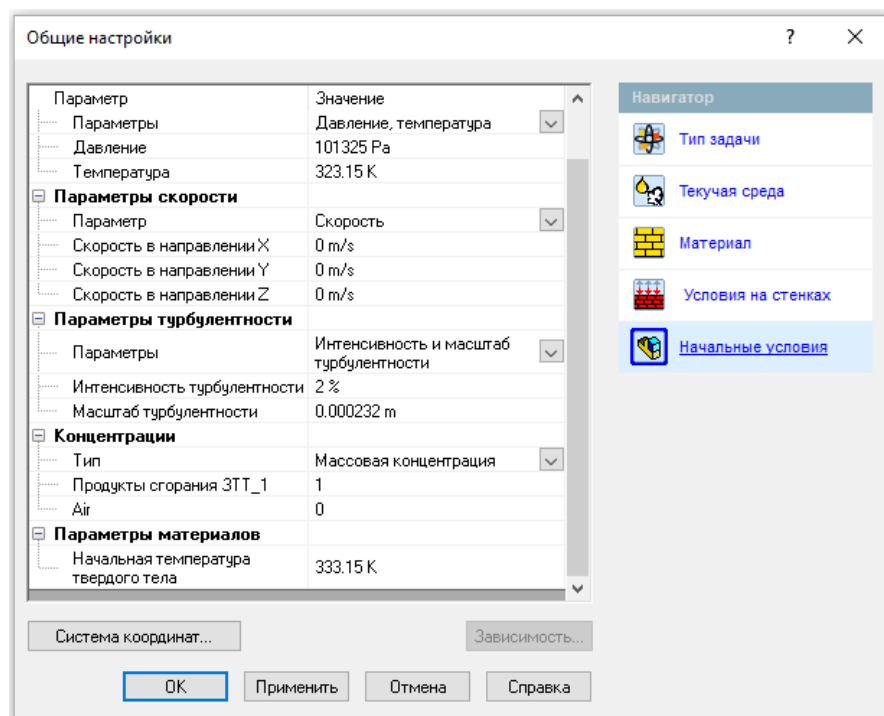 Общие настройки
?
Параметр Значение
Параметры Давление, температура
Давление 101325 Pa
Температура 323.15 K
Параметры скорости
Параметр Скорость
Скорость в направлении X 0 m/s
Скорость в направлении Y 0 m/s
Скорость в направлении Z 0 m/s
Параметры турбулентности
Параметры Интенсивность и масштаб
турбулентности
Интенсивность турбулентности 2 %
Масштаб турбулентности 0.000232 m
Концентрации
Тип Массовая концентрация
Продукты сгорания ЗТТ_1 1
Air 0
Параметры материалов
Начальная температура
твердого тела 333.15 K
Навигатор
Тип задачи
Текучая среда
Материал
Условия на стенках
Начальные условия
Система координат...
Зависимость...
OK
Применить
Отмена
Справка